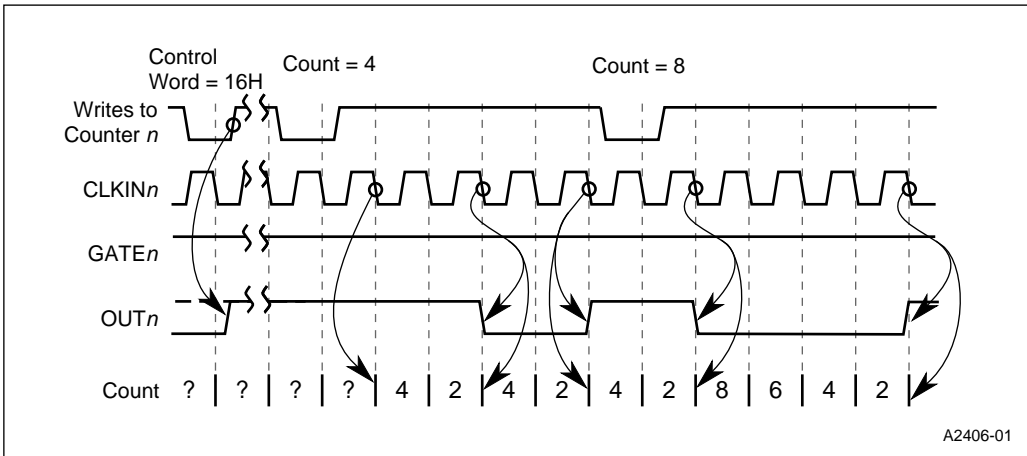 Control
Word = 16H
Count = 4
Count = 8
Writes to
Counter n
CLKINn
GATEn
OUTn
Count ? ? ? ? 4 2 4 2 4 2 8 6 4 2
A2406-01